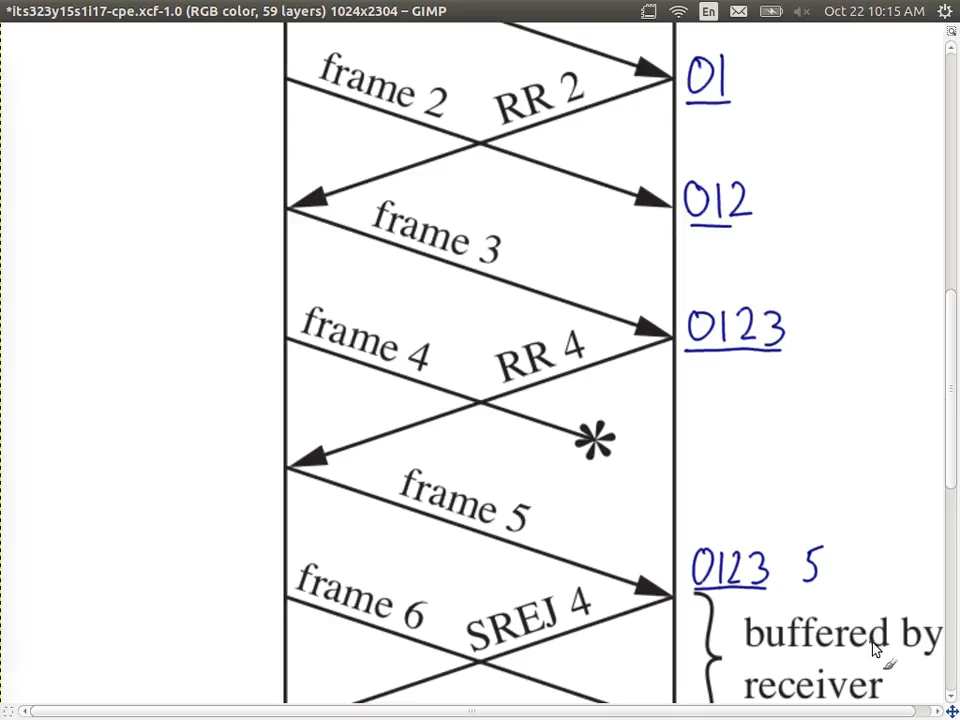 *its323y15s1i17-cpe.xcf-1.0 (RGB color, 59 layers) 1024x2304 – GIMP
En
Oct 22 10:15 AM
frame 2
RR 2
01
012
frame 3
0123
frame 4
RR 4
*
frame 5
0123 5
frame 6
SREJ 4
buffered by
receiver